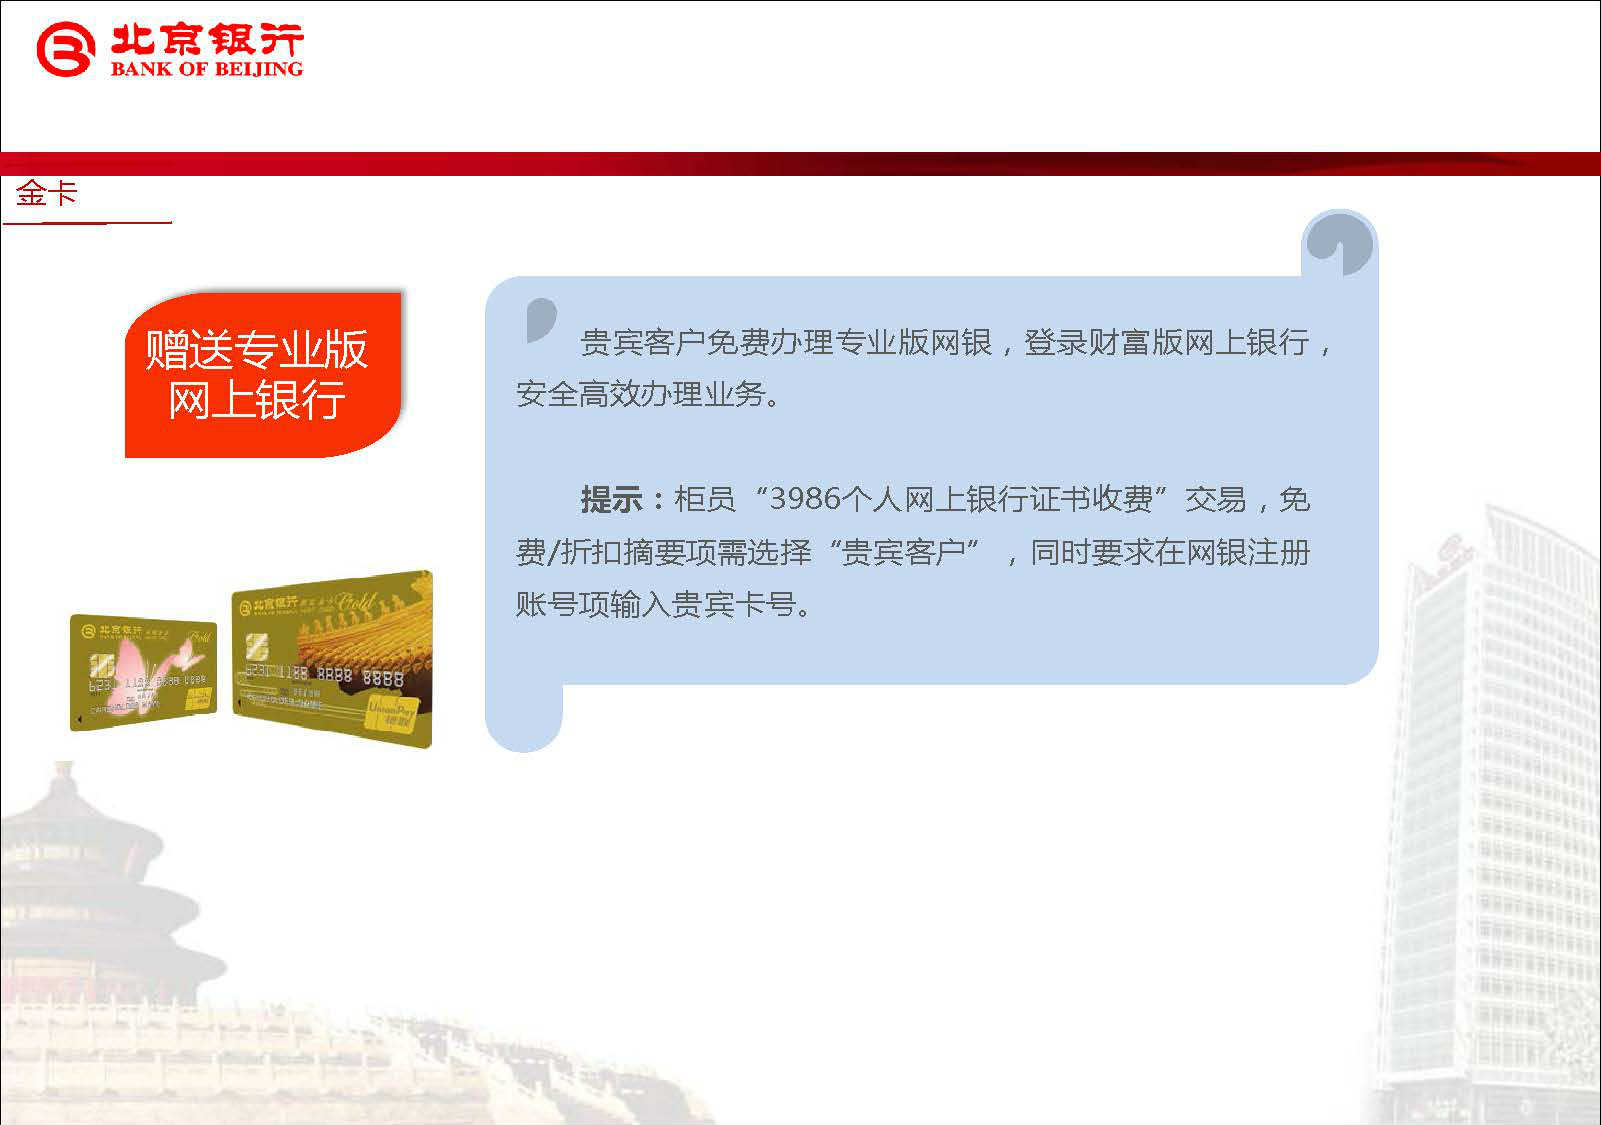 北京银行
BANK OF BEIJING
金卡
赠送专业版
网上银行
贵宾客户免费办理专业版网银，登录财富版网上银行，
安全高效办理业务。
提示：柜员“3986个人网上银行证书收费”交易，免
费/折扣摘要项需选择“贵宾客户”，同时要求在网银注册
账号项输入贵宾卡号。
北京银行
Gold
北京银行
Gold
6231 1188 8888 8888
UnionPay
银联